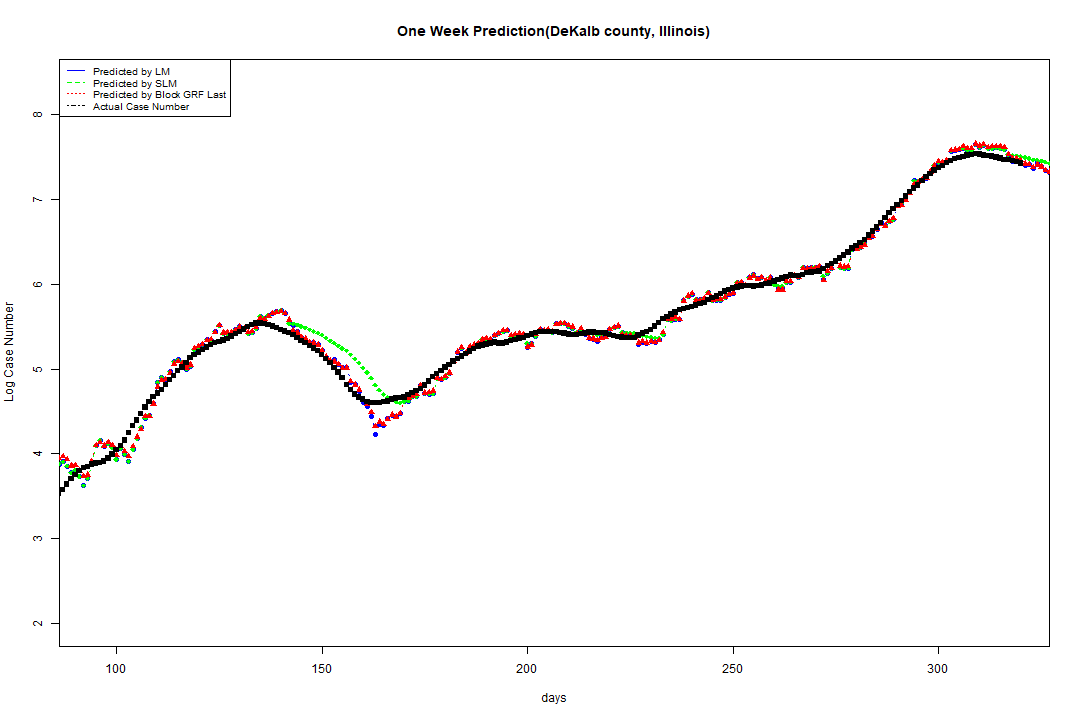 One Week Prediction(DeKalb county, Illinois)
Predicted by LM
Predicted by SLM
Predicted by Block GRF Last
Actual Case Number
8
7
6
5
4
3
2
Log Case Number
100 150 200 250 300
days